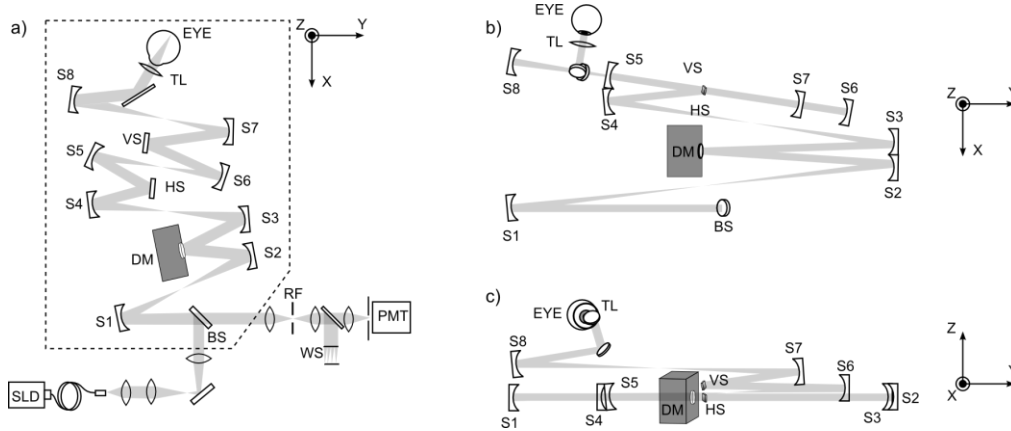 a)
EYE
Z
Y
X
TL
S8
S7
VS
S5
HS
S6
S4
S3
S2
DM
S1
RF
BS
WS
PMT
SLD
b)
EYE
TL
S5
VS
S7
S6
S8
S4
HS
S3
DM
S2
S1
BS
Z
Y
X
c)
EYE
TL
S8
S7
S6
VS
S5
DM
HS
S1
S4
S3
S2
Z
X
Y